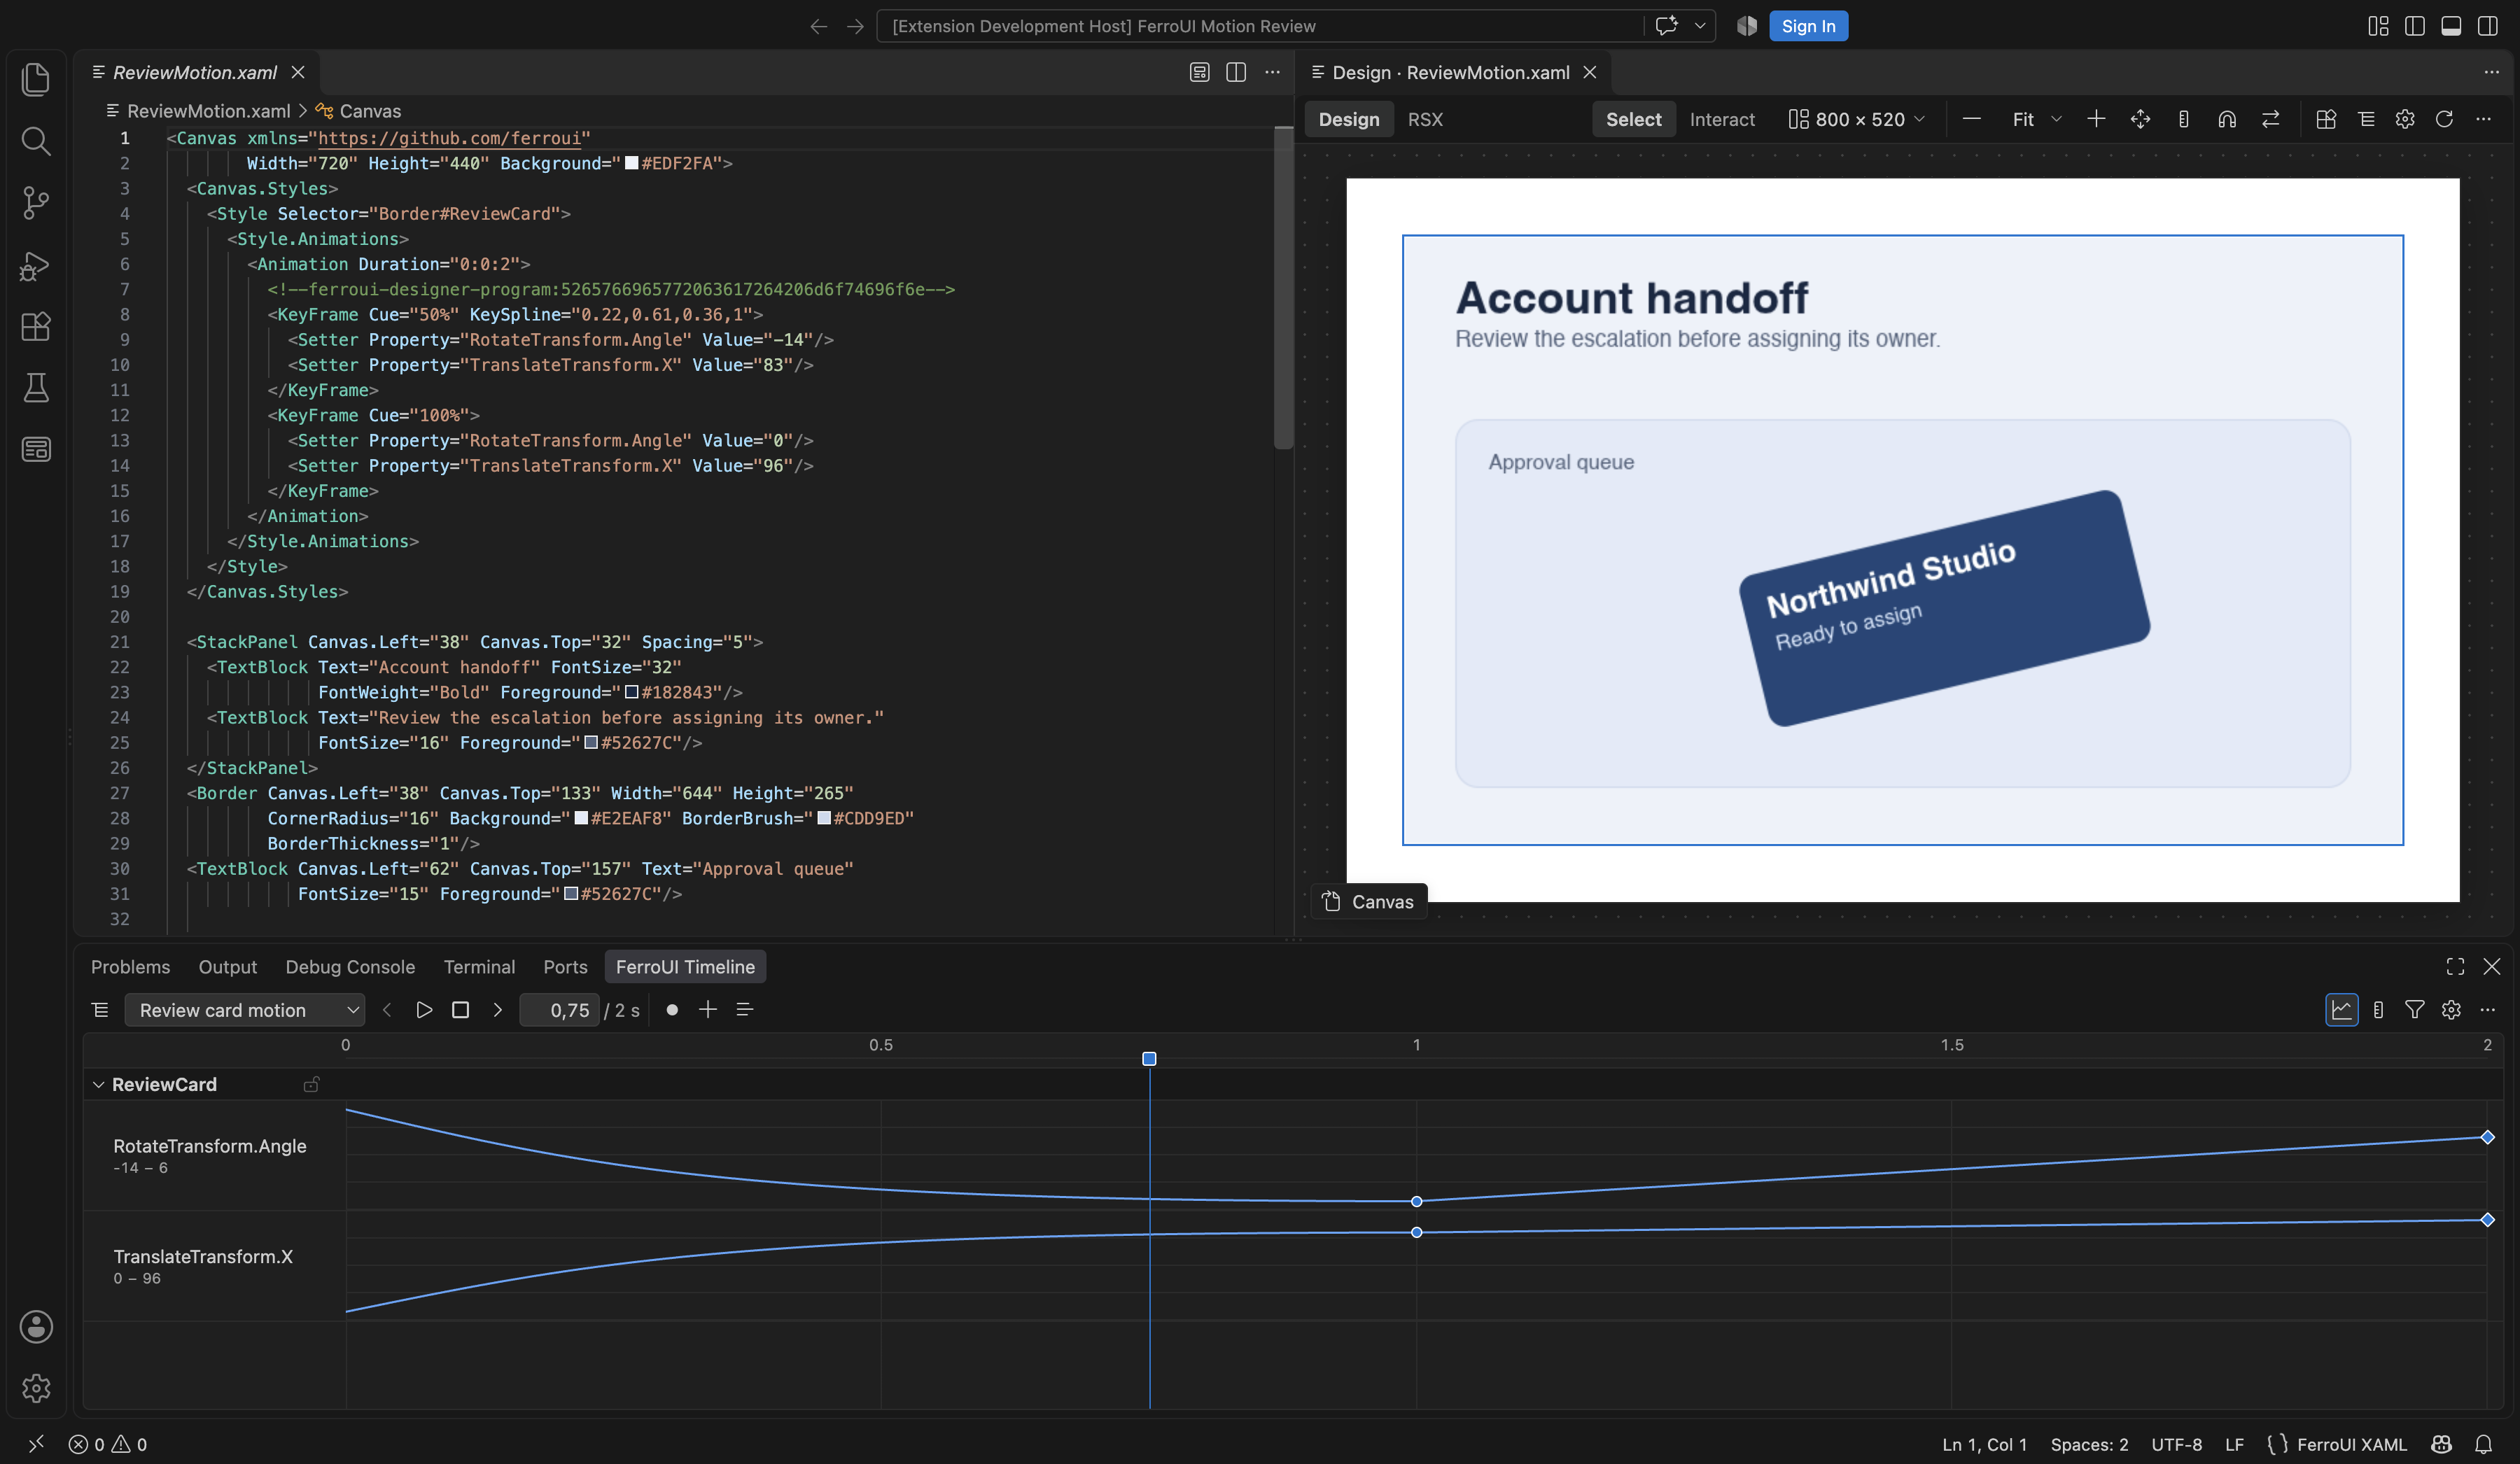 [Extension Development Host] FerroUI Motion Review
Sign In
ReviewMotion.xaml
ReviewMotion.xaml > Canvas
1 <Canvas xmlns="https://github.com/ferroui"
2 Width="720" Height="440" Background="#EDF2FA">
3 <Canvas.Styles>
4 <Style Selector="Border#ReviewCard">
5 <Style.Animations>
6 <Animation Duration="0:0:2">
7 <!--ferroui-designer-program:5265766965772063617264206d6f74696f6e-->
8 <KeyFrame Cue="50%" KeySpline="0.22,0.61,0.36,1">
9 <Setter Property="RotateTransform.Angle" Value="-14"/>
10 <Setter Property="TranslateTransform.X" Value="83"/>
11 </KeyFrame>
12 <KeyFrame Cue="100%">
13 <Setter Property="RotateTransform.Angle" Value="0"/>
14 <Setter Property="TranslateTransform.X" Value="96"/>
15 </KeyFrame>
16 </Animation>
17 </Style.Animations>
18 </Style>
19 </Canvas.Styles>
20
21 <StackPanel Canvas.Left="38" Canvas.Top="32" Spacing="5">
22 <TextBlock Text="Account handoff" FontSize="32"
23 FontWeight="Bold" Foreground="#182843"/>
24 <TextBlock Text="Review the escalation before assigning its owner."
25 FontSize="16" Foreground="#52627C"/>
26 </StackPanel>
27 <Border Canvas.Left="38" Canvas.Top="133" Width="644" Height="265"
28 CornerRadius="16" Background="#E2EAF8" BorderBrush="#CDD9ED"
29 BorderThickness="1"/>
30 <TextBlock Canvas.Left="62" Canvas.Top="157" Text="Approval queue"
31 FontSize="15" Foreground="#52627C"/>
32
Design · ReviewMotion.xaml
Design RSX Select Interact 800 × 520 Fit
Account handoff
Review the escalation before assigning its owner.
Approval queue
Northwind Studio
Ready to assign
Canvas
Problems Output Debug Console Terminal Ports FerroUI Timeline
Review card motion 0,75 / 2 s
0 0.5 1 1.5 2
ReviewCard
RotateTransform.Angle
-14 – 6
TranslateTransform.X
0 – 96
0 0 Ln 1, Col 1 Spaces: 2 UTF-8 LF {} FerroUI XAML